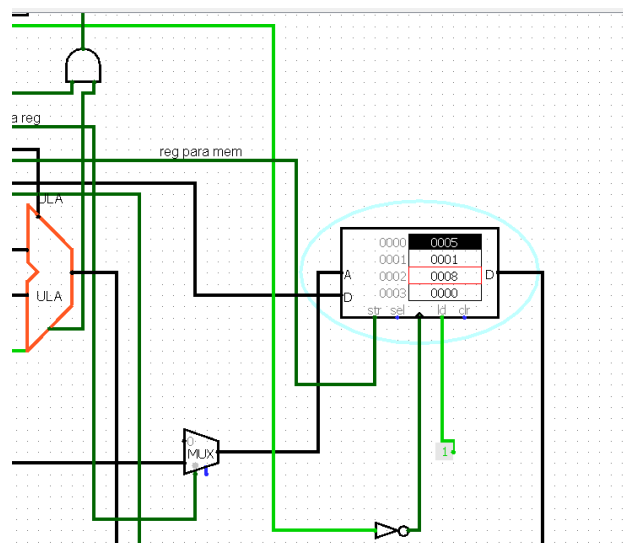 a reg
reg para mem
ULA
ULA
0000 0005
0001 0001
0002 0008
0003 0000
A
D
D
str sel ld clr
0
MUX
1